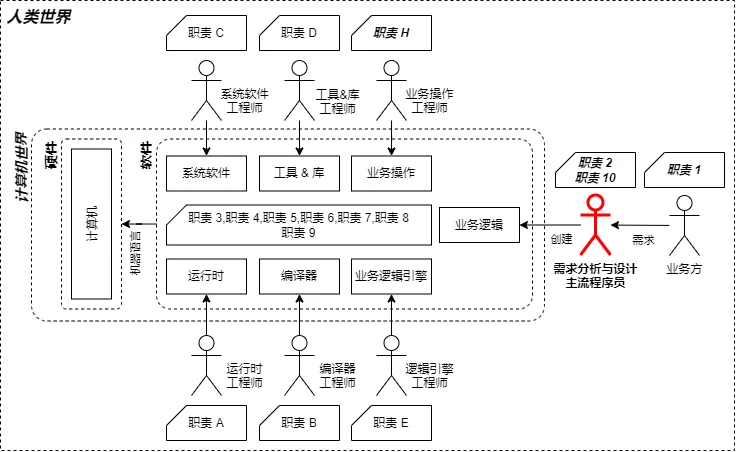 人类世界
职责 C
职责 D
职责 H
系统软件
工程师
工具&库
工程师
业务操作
工程师
计算机世界
硬件
软件
计算机
机器语言
系统软件
工具 & 库
业务操作
职责 3,职责 4,职责 5,职责 6,职责 7,职责 8
职责 9
业务逻辑
创建
需求
职责 2
职责 10
职责 1
需求分析与设计
主流程序员
业务方
运行时
编译器
业务逻辑引擎
运行时
工程师
编译器
工程师
逻辑引擎
工程师
职责 A
职责 B
职责 E